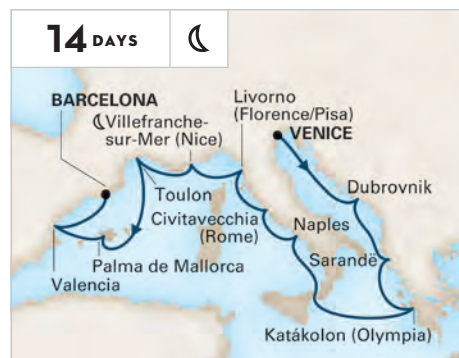 14 DAYS
BARCELONA
Villefranche-
sur-Mer (Nice)
Livorno
(Florence/Pisa)
VENICE
Dubrovnik
Toulon
Civitavecchia
(Rome)
Naples
Sarandë
Palma de Mallorca
Valencia
Katákolon (Olympia)